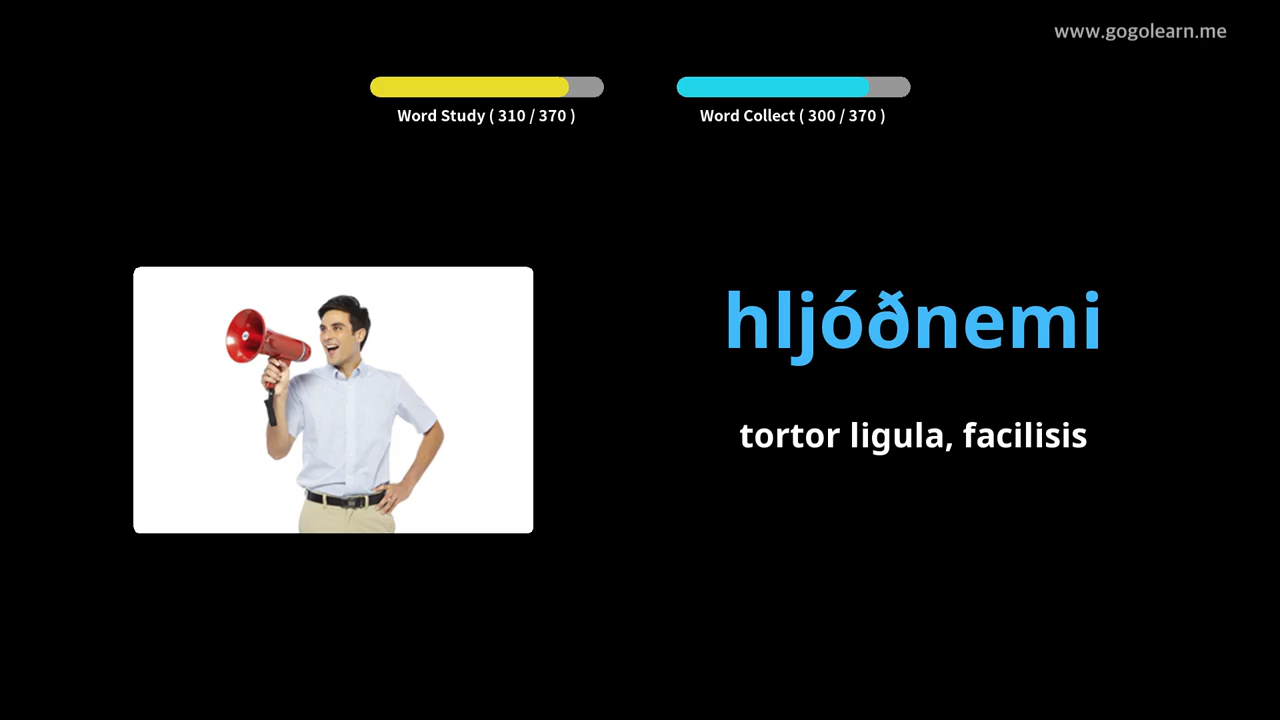 www.gogolearn.me
Word Study ( 310 / 370 )
Word Collect ( 300 / 370 )
hljóðnemi
tortor ligula, facilisis